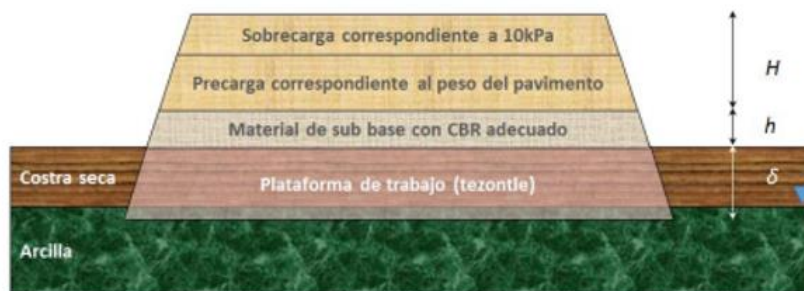 Sobrecarga correspondiente a 10kPa
Precarga correspondiente al peso del pavimento
H
Material de sub base con CBR adecuado
h
Costra seca
Plataforma de trabajo (tezontle)
δ
Arcilla